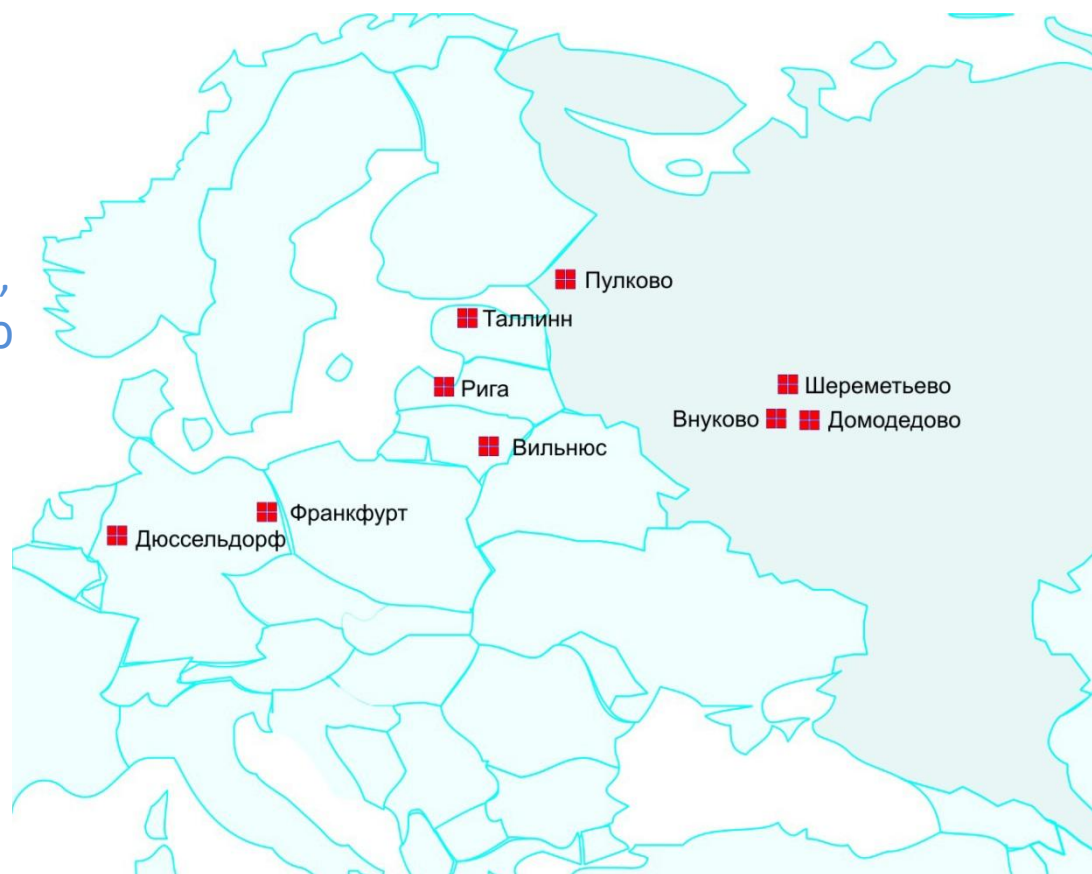 ,
Пулково
Таллинн
Шереметьево
Рига
Внуково
Домодедово
Вильнюс
Франкфурт
Дюссельдорф